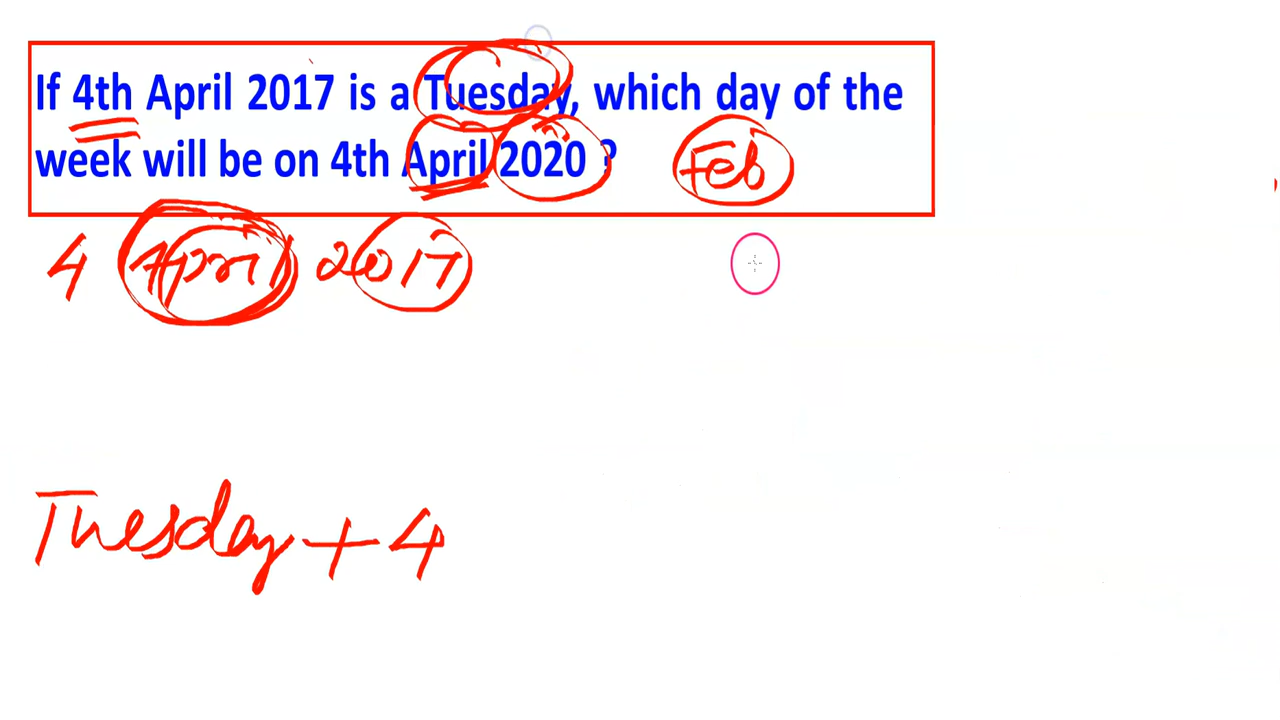 If 4th April 2017 is a Tuesday, which day of the
week will be on 4th April 2020 ?
Feb
4 April 2017
Tuesday + 4